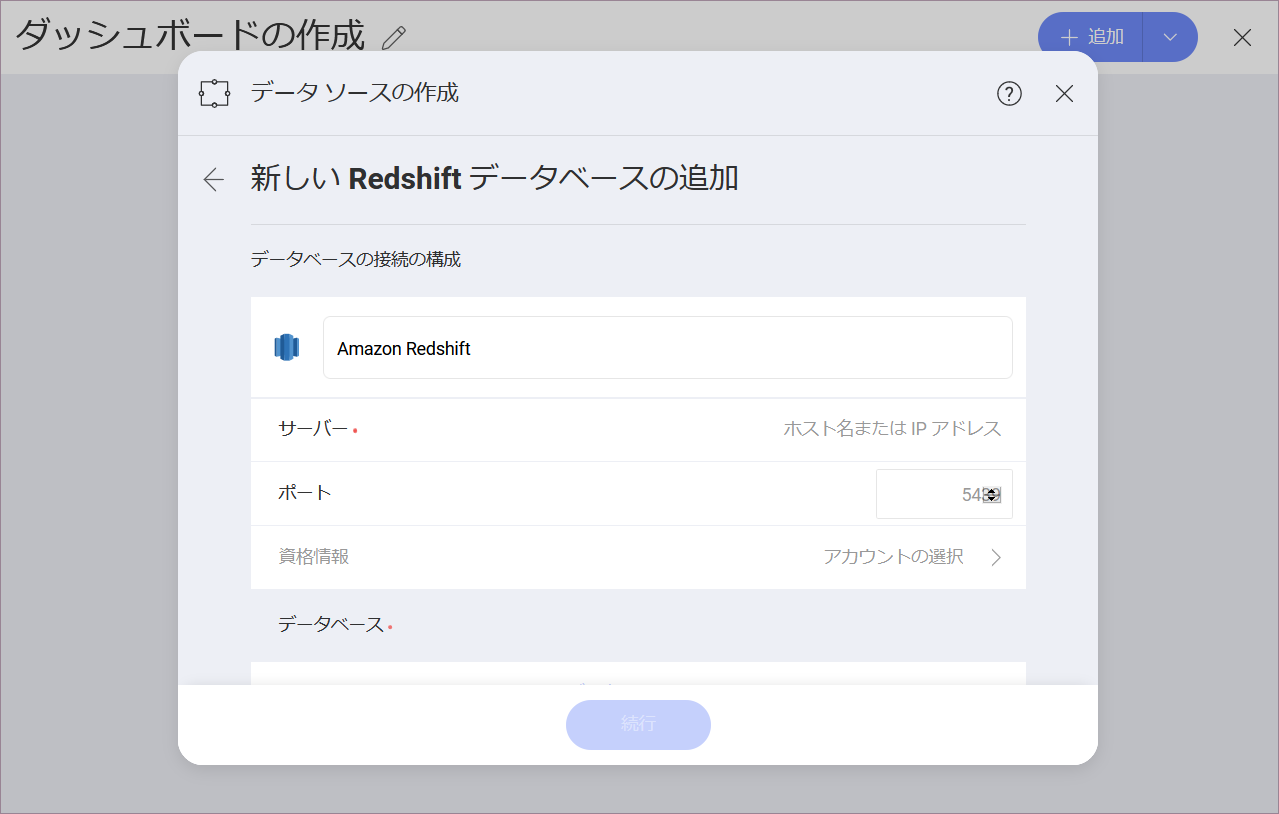 ダッシュボードの作成
追加
データ ソースの作成
新しい Redshift データベースの追加
データベースの接続の構成
Amazon Redshift
サーバー
ホスト名または IP アドレス
ポート
資格情報
アカウントの選択
データベース
続行